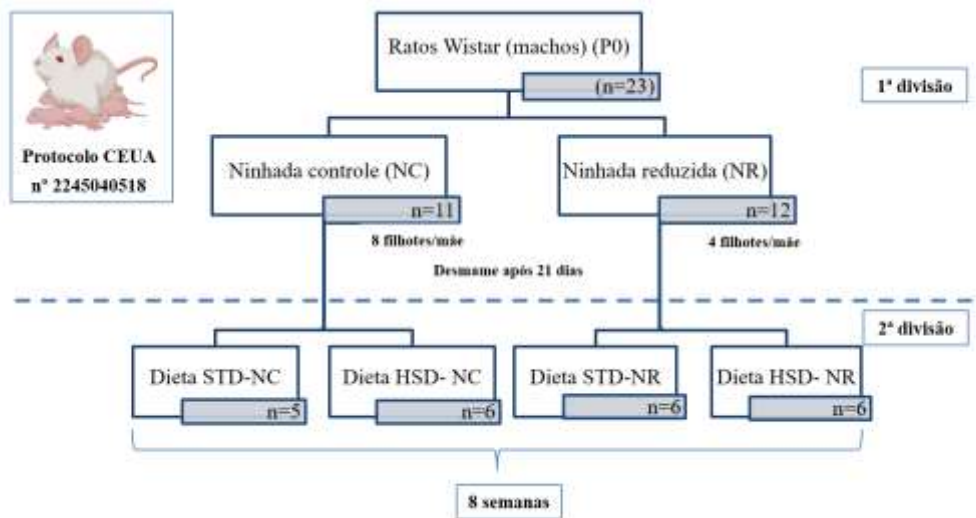 Ratos Wistar (machos) (P0)
(n=23)
1ª divisão
Protocolo CEUA
nº 2245040518
Ninhada controle (NC)
n=11
Ninhada reduzida (NR)
n=12
8 filhotes/mãe
4 filhotes/mãe
Desmame após 21 dias
2ª divisão
Dieta STD-NC
n=5
Dieta HSD- NC
n=6
Dieta STD-NR
n=6
Dieta HSD- NR
n=6
8 semanas